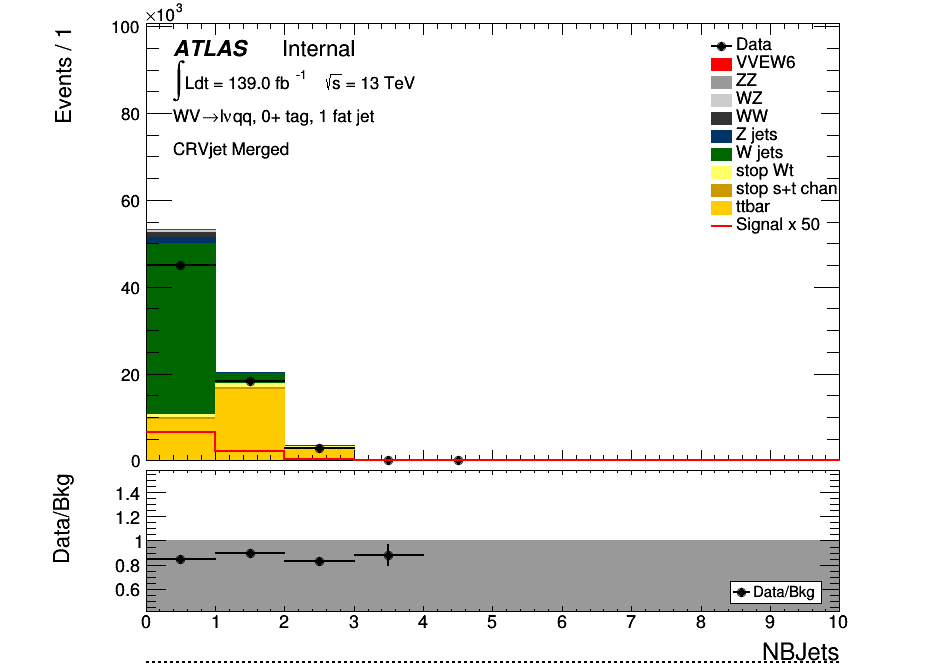 ×10³
Events / 1
100
80
60
40
20
0
ATLAS Internal
∫Ldt = 139.0 fb⁻¹ √s = 13 TeV
WV→lνqq, 0+ tag, 1 fat jet
CRVjet Merged
Data
VVEW6
ZZ
WZ
WW
Z jets
W jets
stop Wt
stop s+t chan
ttbar
Signal x 50
Data/Bkg
1.4
1.2
1
0.8
0.6
Data/Bkg
0 1 2 3 4 5 6 7 8 9 10
NBJets